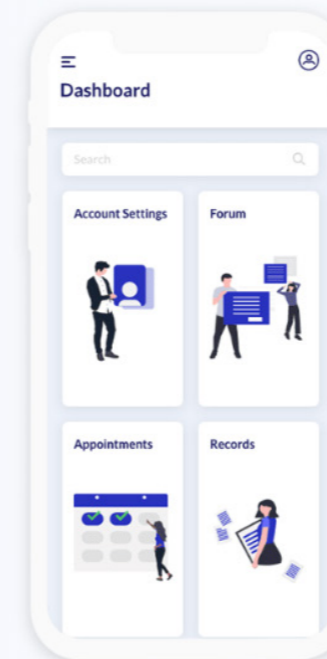 Dashboard
Search
Account Settings
Forum
Appointments
Records